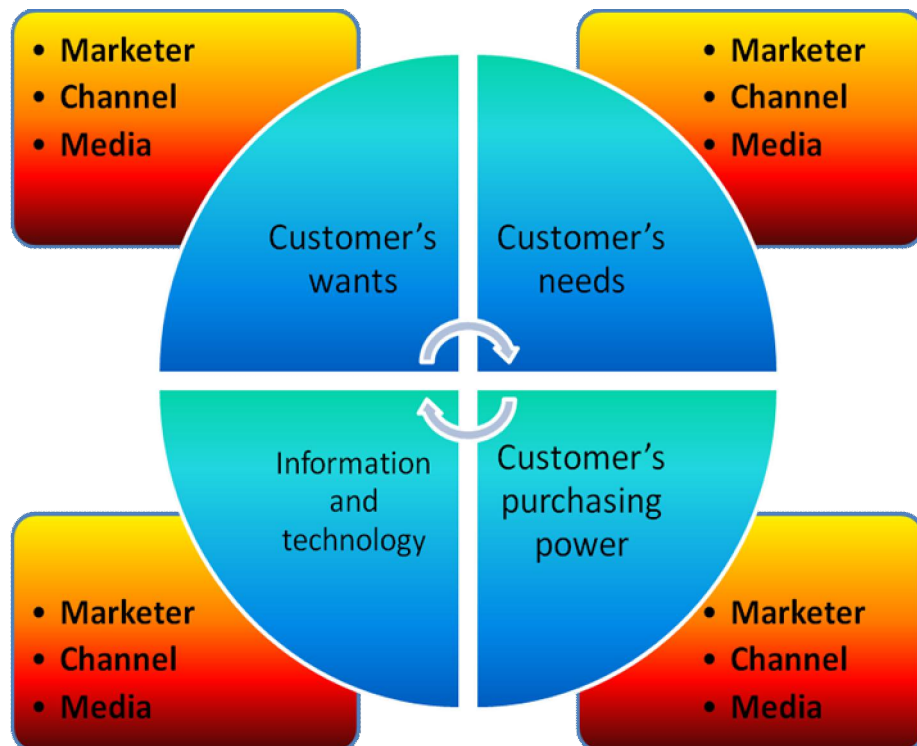 • Marketer
• Channel
• Media
• Marketer
• Channel
• Media
Customer's
wants
Customer's
needs
Information
and
technology
Customer's
purchasing
power
• Marketer
• Channel
• Media
• Marketer
• Channel
• Media